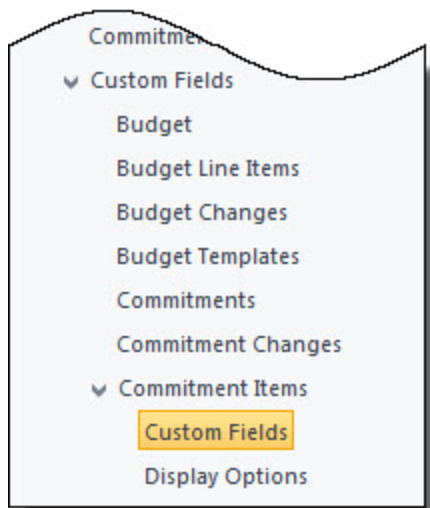 Custom Fields
Budget
Budget Line Items
Budget Changes
Budget Templates
Commitments
Commitment Changes
Commitment Items
Custom Fields
Display Options